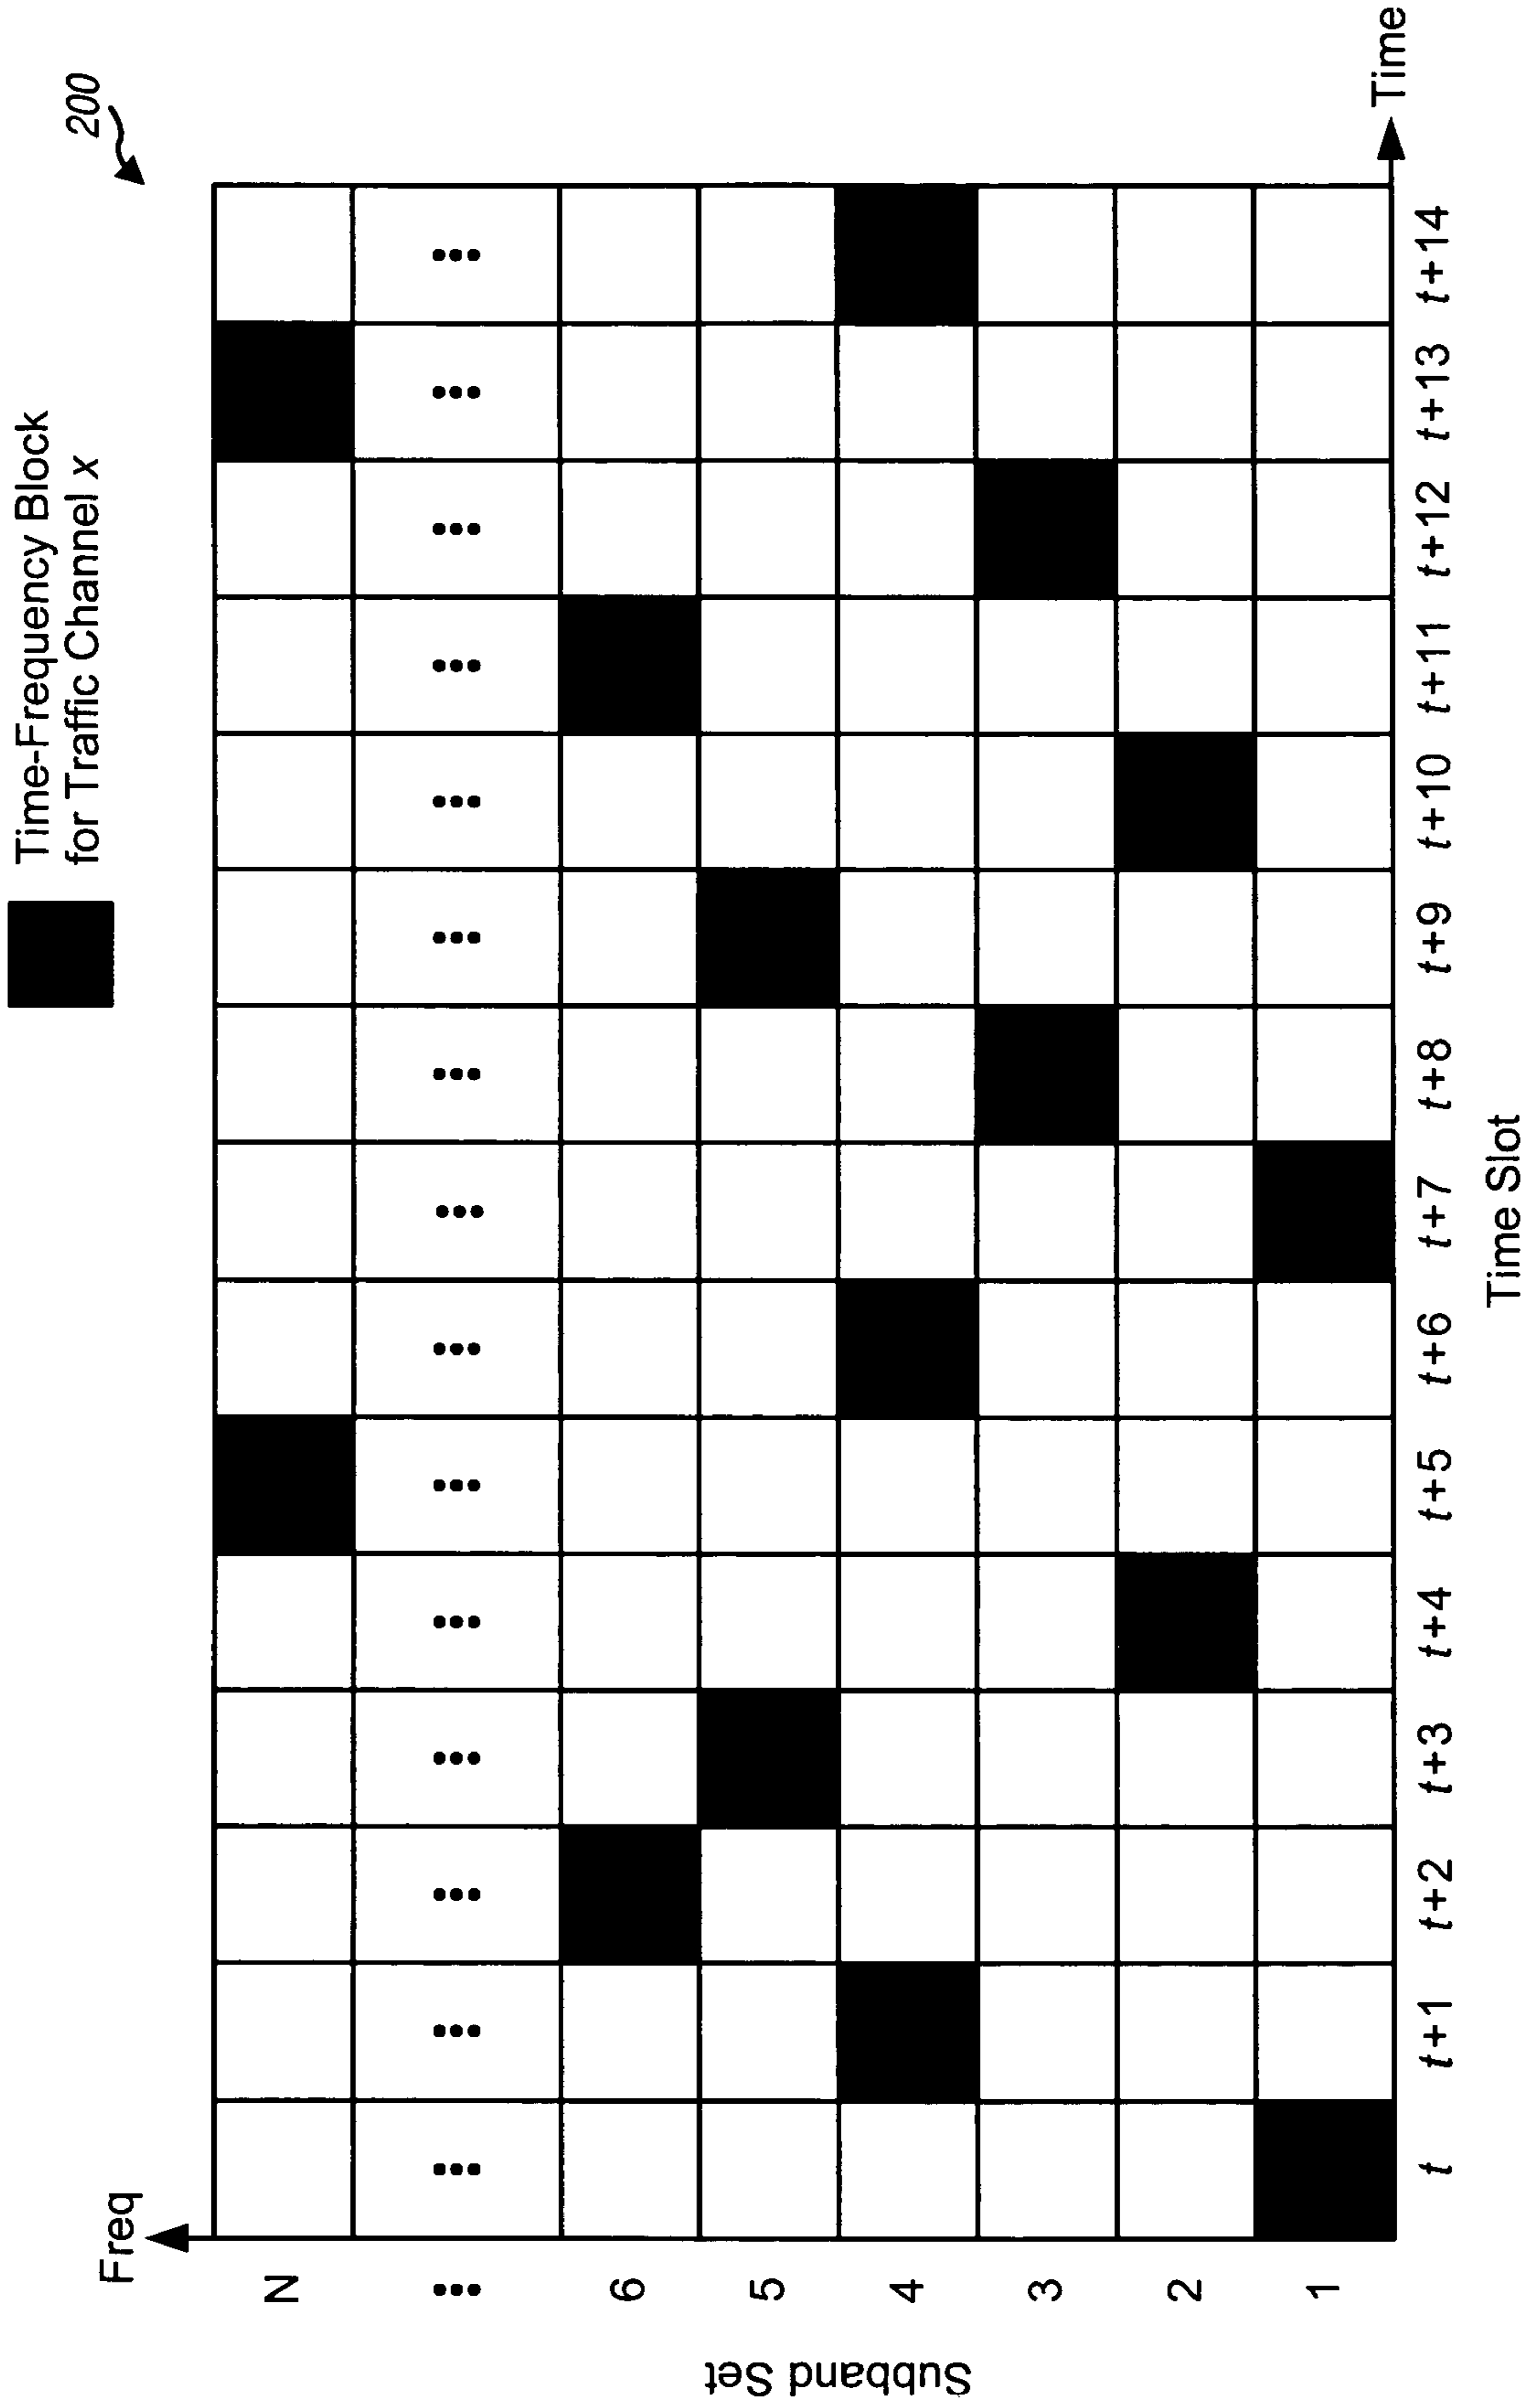 Time-Frequency Block
for Traffic Channel x
200
Freq
N
...
6
5
4
3
2
1
Subband Set
... ... ... ... ... ... ... ... ... ... ... ... ... ... ...
t t+1 t+2 t+3 t+4 t+5 t+6 t+7 t+8 t+9 t+10 t+11 t+12 t+13 t+14
Time
Time Slot